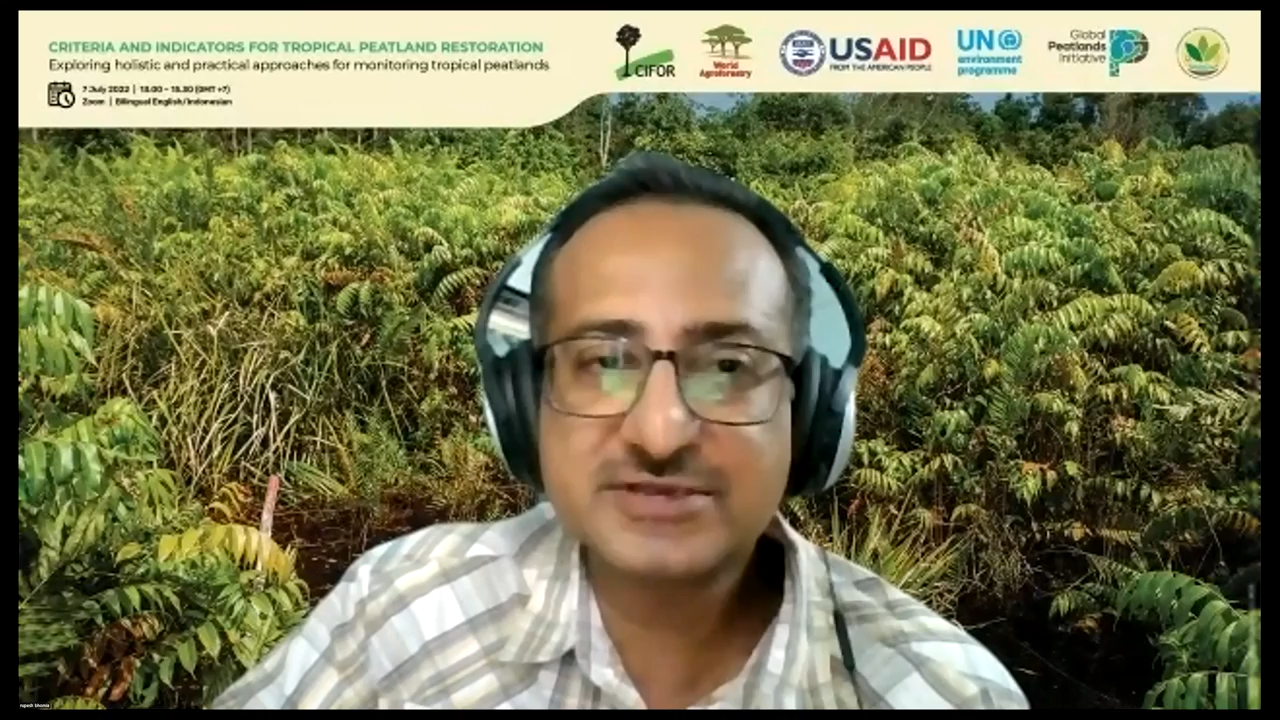 CRITERIA AND INDICATORS FOR TROPICAL PEATLAND RESTORATION
Exploring holistic and practical approaches for monitoring tropical peatlands
7 July 2022 | 13.00 - 15.30 (GMT +7)
Zoom | Bilingual English/Indonesian
CIFOR
World
Agroforestry
USAID
FROM THE AMERICAN PEOPLE
UN
environment
programme
Global
Peatlands
Initiative